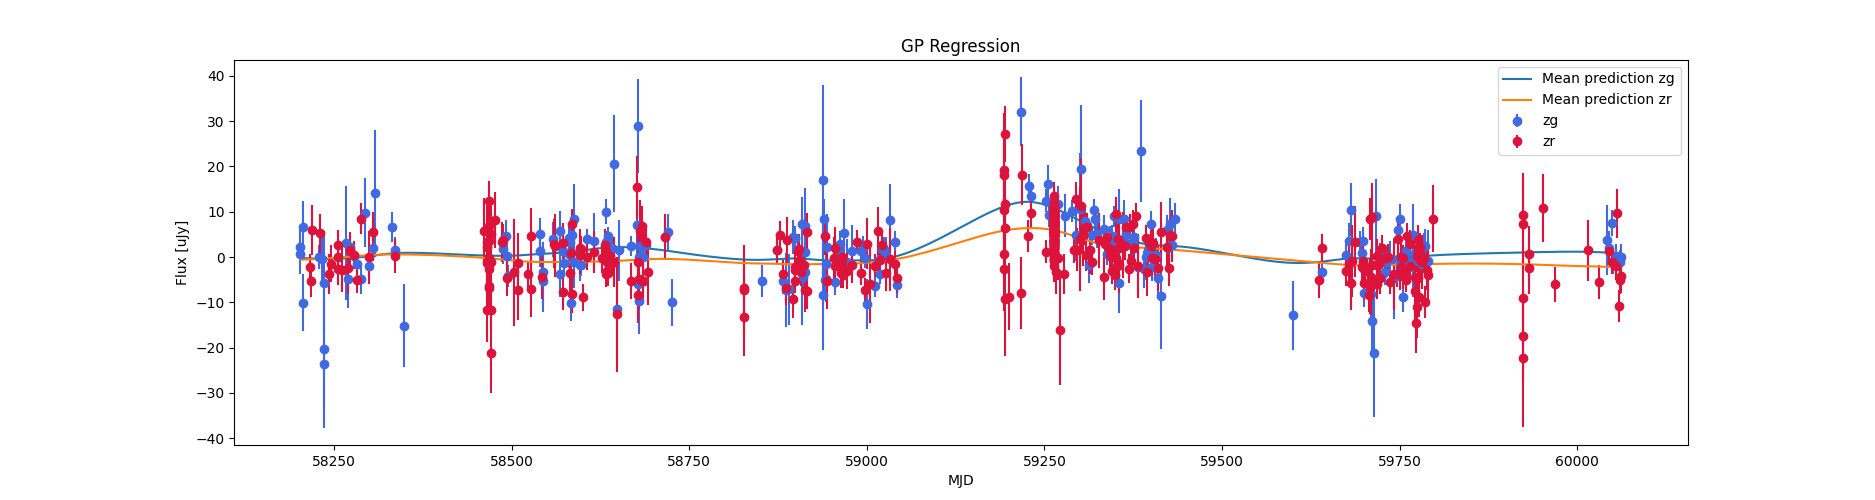 GP Regression
Flux [uJy]
40
30
20
10
0
−10
−20
−30
−40
Mean prediction zg
Mean prediction zr
zg
zr
58250 58500 58750 59000 59250 59500 59750 60000
MJD